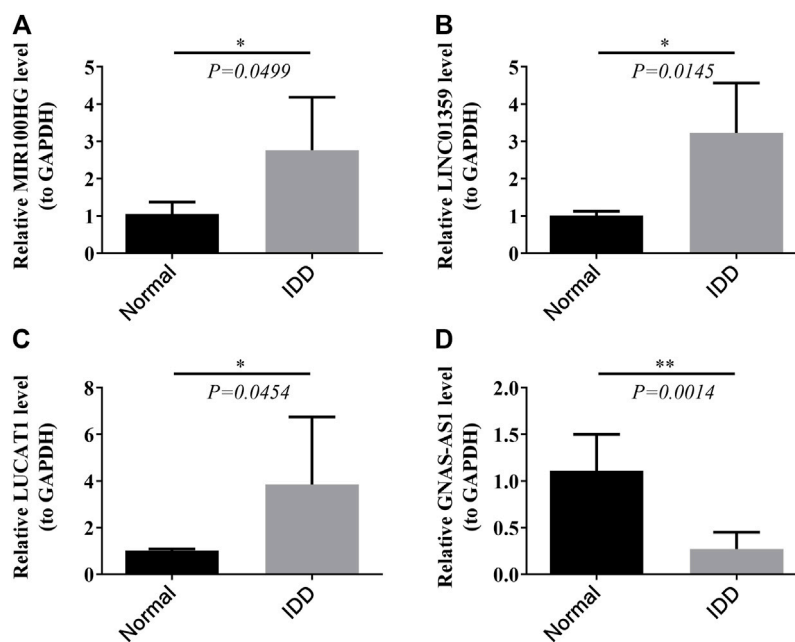 A
Relative MIR100HG level
(to GAPDH)
*
P=0.0499
5
4
3
2
1
0
Normal
IDD
B
Relative LINC01359 level
(to GAPDH)
*
P=0.0145
5
4
3
2
1
0
Normal
IDD
C
Relative LUCAT1 level
(to GAPDH)
*
P=0.0454
8
6
4
2
0
Normal
IDD
D
Relative GNAS-AS1 level
(to GAPDH)
**
P=0.0014
2.0
1.5
1.0
0.5
0.0
Normal
IDD